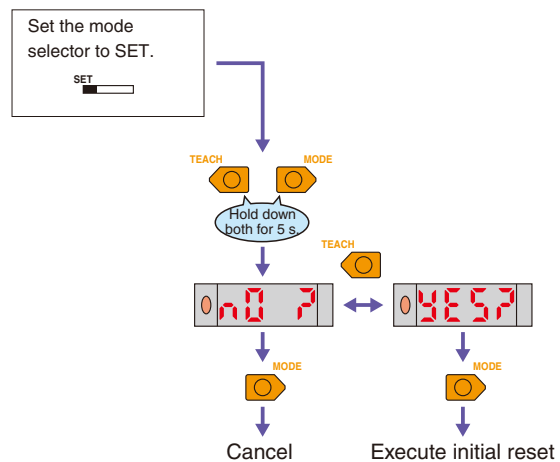 Set the mode
selector to SET.
SET
TEACH
MODE
Hold down
both for 5 s.
TEACH
nO ?
YES?
MODE
MODE
Cancel
Execute initial reset